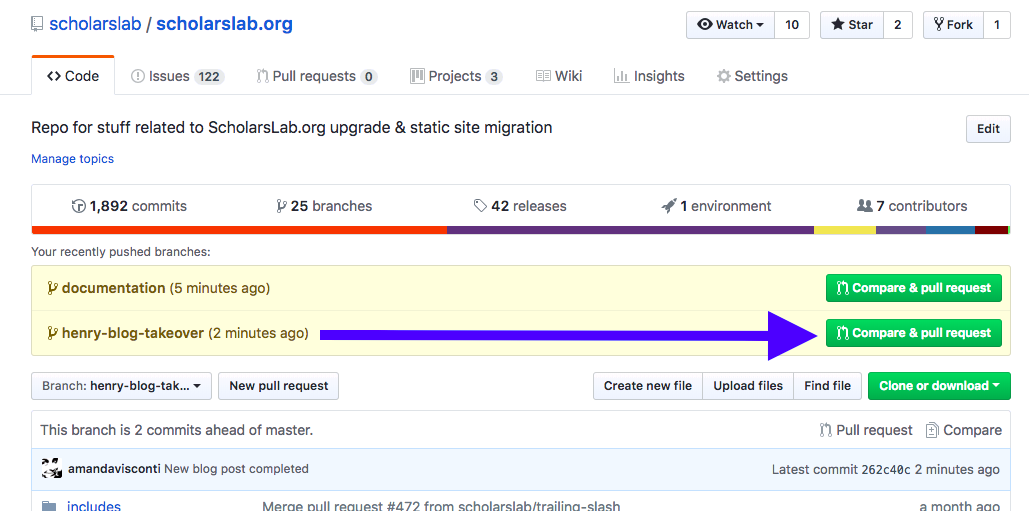 scholarslab / scholarslab.org Watch 10 Star 2 Fork 1
Code Issues 122 Pull requests 0 Projects 3 Wiki Insights Settings
Repo for stuff related to ScholarsLab.org upgrade & static site migration Edit
Manage topics
1,892 commits 25 branches 42 releases 1 environment 7 contributors
Your recently pushed branches:
documentation (5 minutes ago) Compare & pull request
henry-blog-takeover (2 minutes ago) Compare & pull request
Branch: henry-blog-tak... New pull request Create new file Upload files Find file Clone or download
This branch is 2 commits ahead of master. Pull request Compare
amandavisconti New blog post completed Latest commit 262c40c 2 minutes ago
includes Merge pull request #472 from scholarslab/trailing-slash a month ago